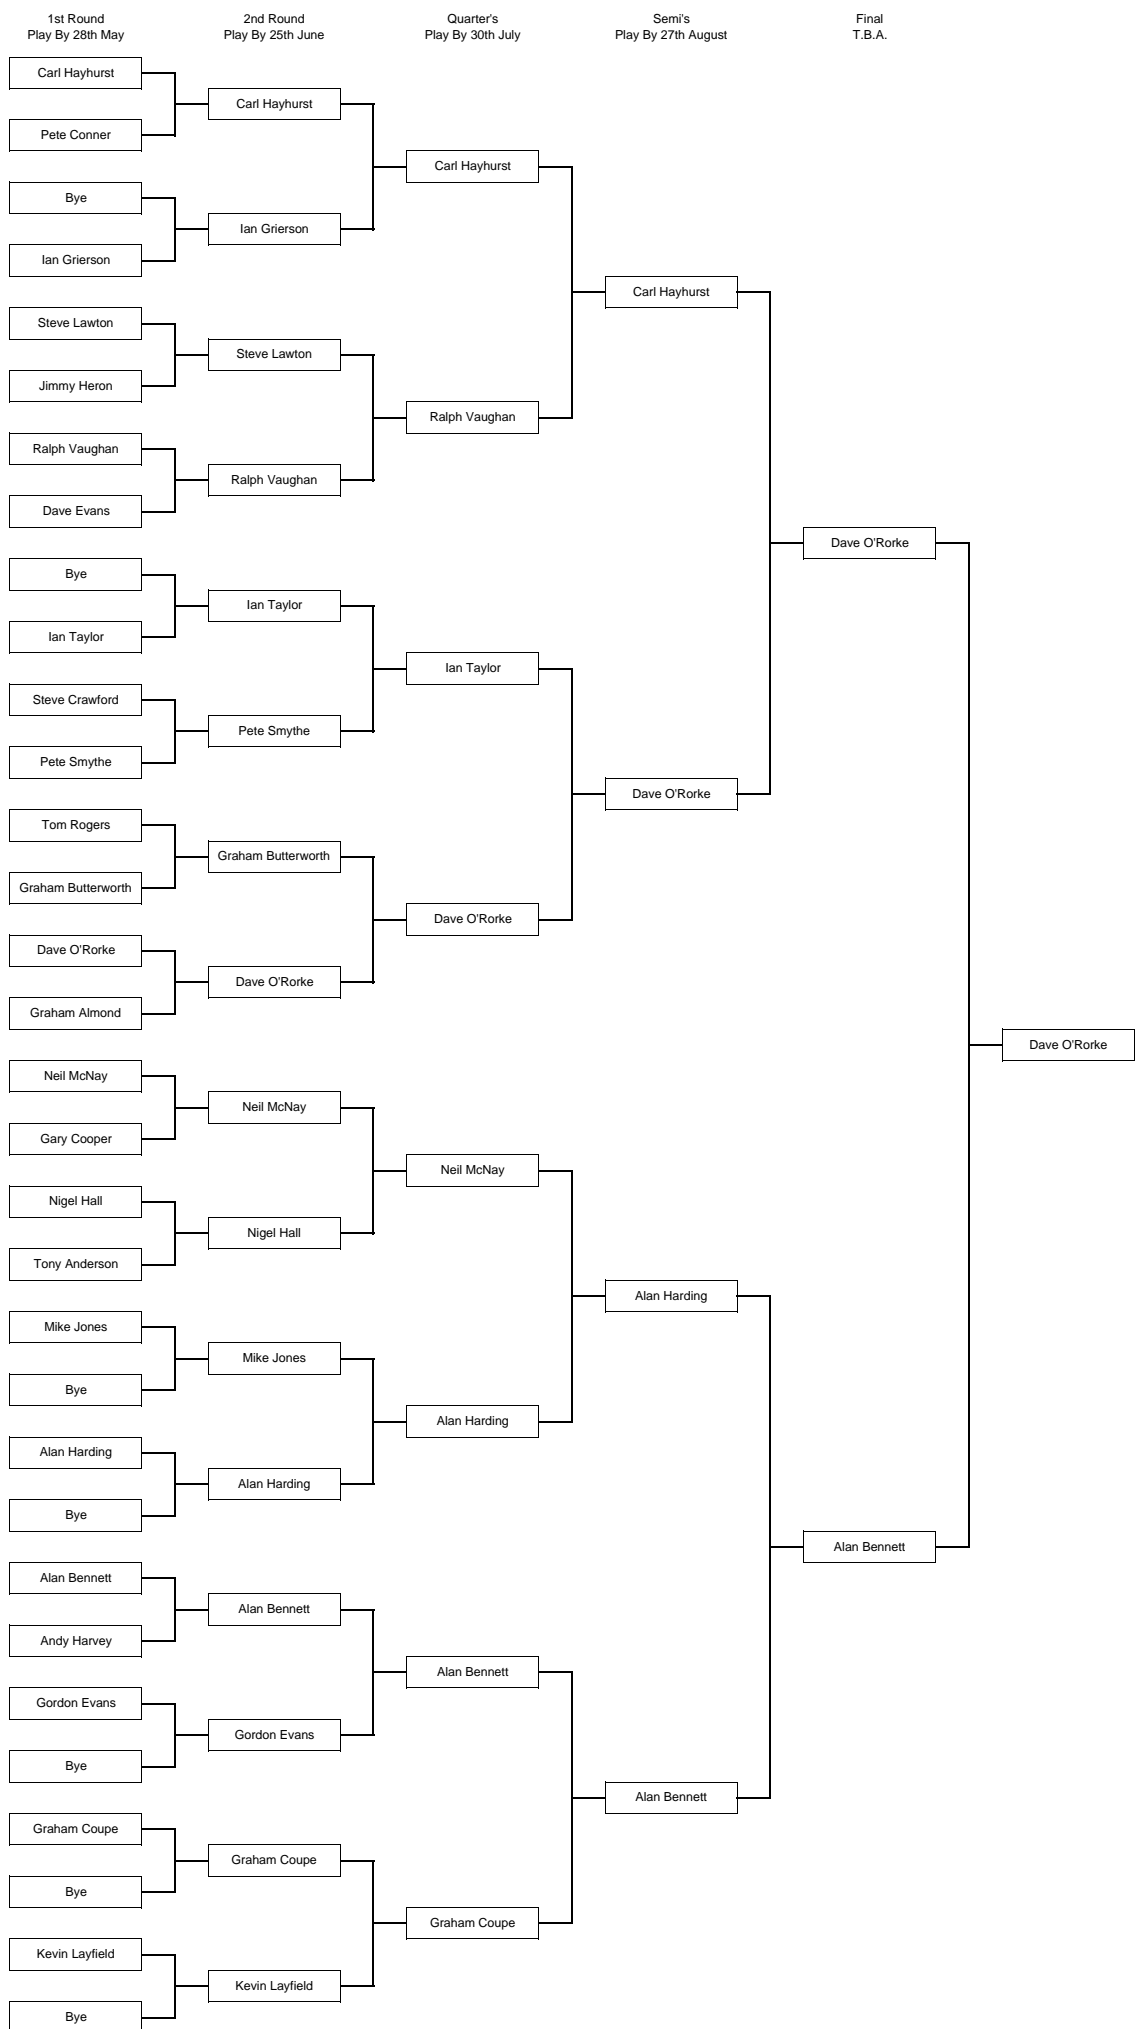 1st Round
Play By 28th May
2nd Round
Play By 25th June
Quarter's
Play By 30th July
Semi's
Play By 27th August
Final
T.B.A.
Carl Hayhurst
Pete Conner
Bye
Ian Grierson
Steve Lawton
Jimmy Heron
Ralph Vaughan
Dave Evans
Bye
Ian Taylor
Steve Crawford
Pete Smythe
Tom Rogers
Graham Butterworth
Dave O'Rorke
Graham Almond
Neil McNay
Gary Cooper
Nigel Hall
Tony Anderson
Mike Jones
Bye
Alan Harding
Bye
Alan Bennett
Andy Harvey
Gordon Evans
Bye
Graham Coupe
Bye
Kevin Layfield
Bye
Carl Hayhurst
Ian Grierson
Steve Lawton
Ralph Vaughan
Ian Taylor
Pete Smythe
Graham Butterworth
Dave O'Rorke
Neil McNay
Nigel Hall
Mike Jones
Alan Harding
Alan Bennett
Gordon Evans
Graham Coupe
Kevin Layfield
Carl Hayhurst
Ralph Vaughan
Ian Taylor
Dave O'Rorke
Neil McNay
Alan Harding
Alan Bennett
Graham Coupe
Carl Hayhurst
Dave O'Rorke
Alan Harding
Alan Bennett
Dave O'Rorke
Alan Bennett
Dave O'Rorke